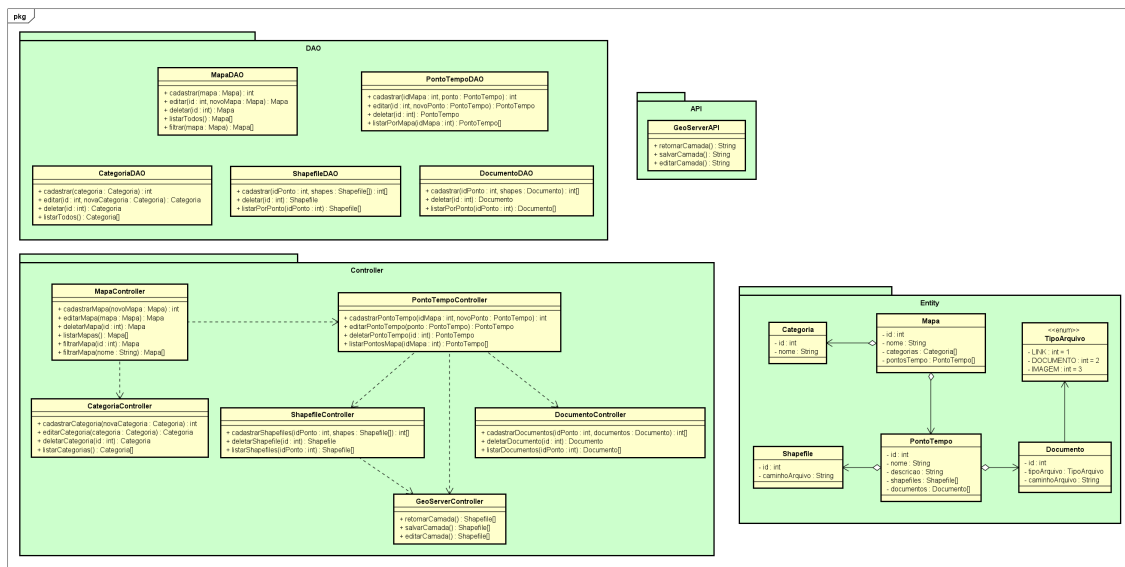 pkg
DAO
MapaDAO
+ cadastrar(mapa : Mapa) : int
+ editar(id : int, novoMapa : Mapa) : Mapa
+ deletar(id : int) : Mapa
+ listarTodos() : Mapa[]
+ filtrar(mapa : Mapa) : Mapa[]
PontoTempoDAO
+ cadastrar(idMapa : int, ponto : PontoTempo) : int
+ editar(id : int, novoPonto : PontoTempo) : PontoTempo
+ deletar(id : int) : PontoTempo
+ listarPorMapa(idMapa : int) : PontoTempo[]
CategoriaDAO
+ cadastrar(categoria : Categoria) : int
+ editar(id : int, novaCategoria : Categoria) : Categoria
+ deletar(id : int) : Categoria
+ listarTodos() : Categoria[]
ShapefileDAO
+ cadastrar(idPonto : int, shapes : Shapefile[]) : int[]
+ deletar(id : int) : Shapefile
+ listarPorPonto(idPonto : int) : Shapefile[]
DocumentoDAO
+ cadastrar(idPonto : int, shapes : Documento) : int[]
+ deletar(id : int) : Documento
+ listarPorPonto(idPonto : int) : Documento[]
API
GeoServerAPI
+ retornarCamada() : String
+ salvarCamada() : String
+ editarCamada() : String
Controller
MapaController
+ cadastrarMapa(novoMapa : Mapa) : int
+ editarMapa(mapa : Mapa) : Mapa
+ deletarMapa(id : int) : Mapa
+ listarMapas() : Mapa[]
+ filtrarMapa(id : int) : Mapa
+ filtrarMapa(nome : String) : Mapa[]
PontoTempoController
+ cadastrarPontoTempo(idMapa : int, novoPonto : PontoTempo) : int
+ editarPontoTempo(ponto : PontoTempo) : PontoTempo
+ deletarPontoTempo(id : int) : PontoTempo
+ listarPontosMapa(idMapa : int) : PontoTempo[]
CategoriaController
+ cadastrarCategoria(novaCategoria : Categoria) : int
+ editarCategoria(categoria : Categoria) : Categoria
+ deletarCategoria(id : int) : Categoria
+ listarCategorias() : Categoria[]
ShapefileController
+ cadastrarShapefiles(idPonto : int, shapes : Shapefile[]) : int[]
+ deletarShapefile(id : int) : Shapefile
+ listarShapefiles(idPonto : int) : Shapefile[]
DocumentoController
+ cadastrarDocumentos(idPonto : int, documentos : Documento) : int[]
+ deletarDocumento(id : int) : Documento
+ listarDocumentos(idPonto : int) : Documento[]
GeoServerController
+ retornarCamada() : Shapefile[]
+ salvarCamada() : Shapefile[]
+ editarCamada() : Shapefile[]
Entity
Categoria
- id : int
- nome : String
Mapa
- id : int
- nome : String
- categorias : Categoria[]
- pontosTempo : PontoTempo[]
<<enum>>
TipoArquivo
- LINK : int = 1
- DOCUMENTO : int = 2
- IMAGEM : int = 3
Shapefile
- id : int
- caminhoArquivo : String
PontoTempo
- id : int
- nome : String
- descricao : String
- shapefiles : Shapefile[]
- documentos : Documento[]
Documento
- id : int
- tipoArquivo : TipoArquivo
- caminhoArquivo : String